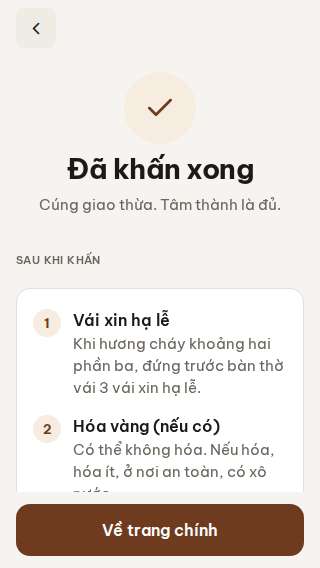 Đã khấn xong
Cúng giao thừa. Tâm thành là đủ.
SAU KHI KHẤN
1 Vái xin hạ lễ
Khi hương cháy khoảng hai
phần ba, đứng trước bàn thờ
vái 3 vái xin hạ lễ.
2 Hóa vàng (nếu có)
Có thể không hóa. Nếu hóa,
hóa ít, ở nơi an toàn, có xô
Về trang chính